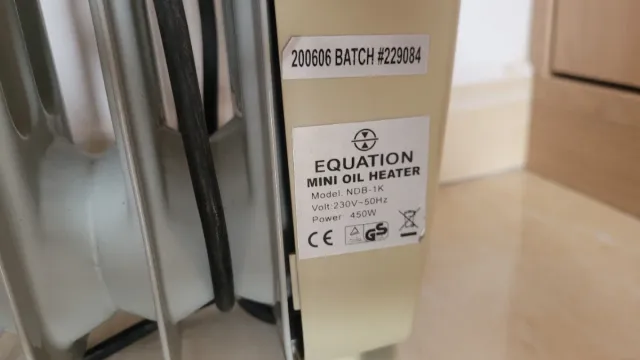 200606 BATCH #229084
EQUATION
MINI OIL HEATER
Model. NDB-1K
Volt:230V~50Hz
Power: 450W
CE GS